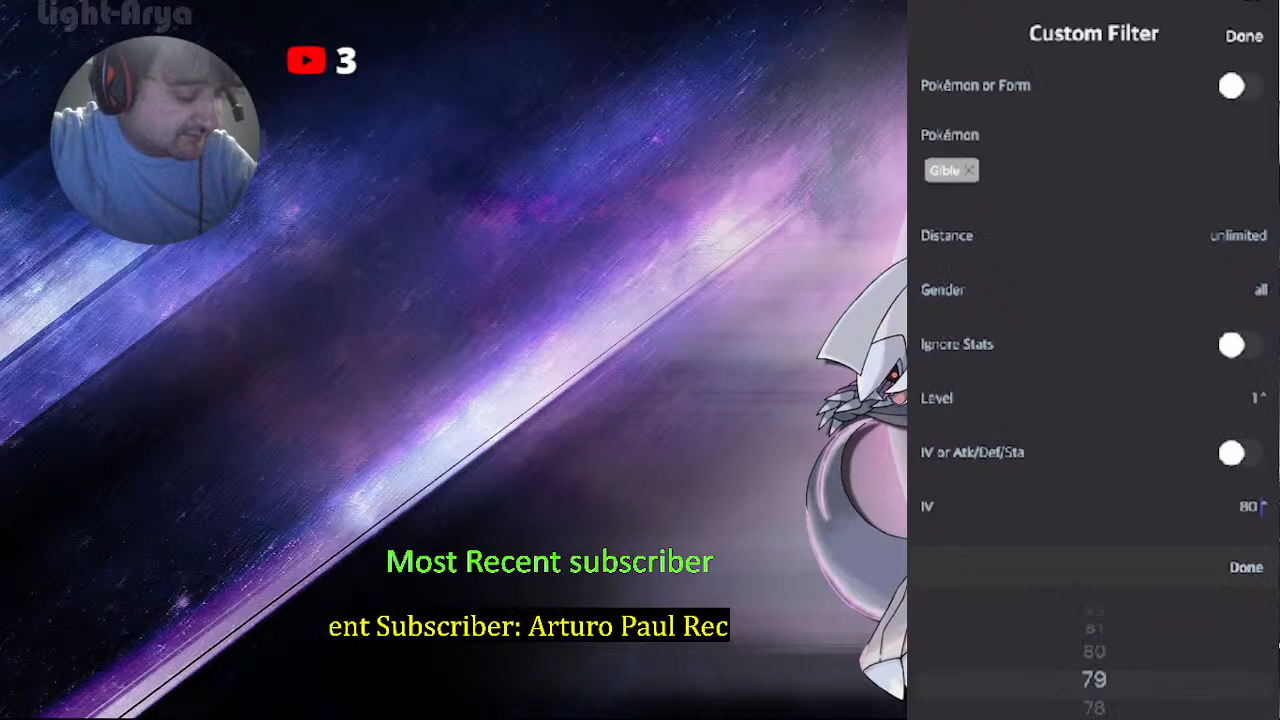 Light-Arya
3
Custom Filter
Done
Pokémon or Form
Pokémon
Gible ×
Distance
unlimited
Gender
all
Ignore Stats
Level
1^
IV or Atk/Def/Sta
IV
80
Done
81
80
79
78
Most Recent subscriber
ent Subscriber: Arturo Paul Rec